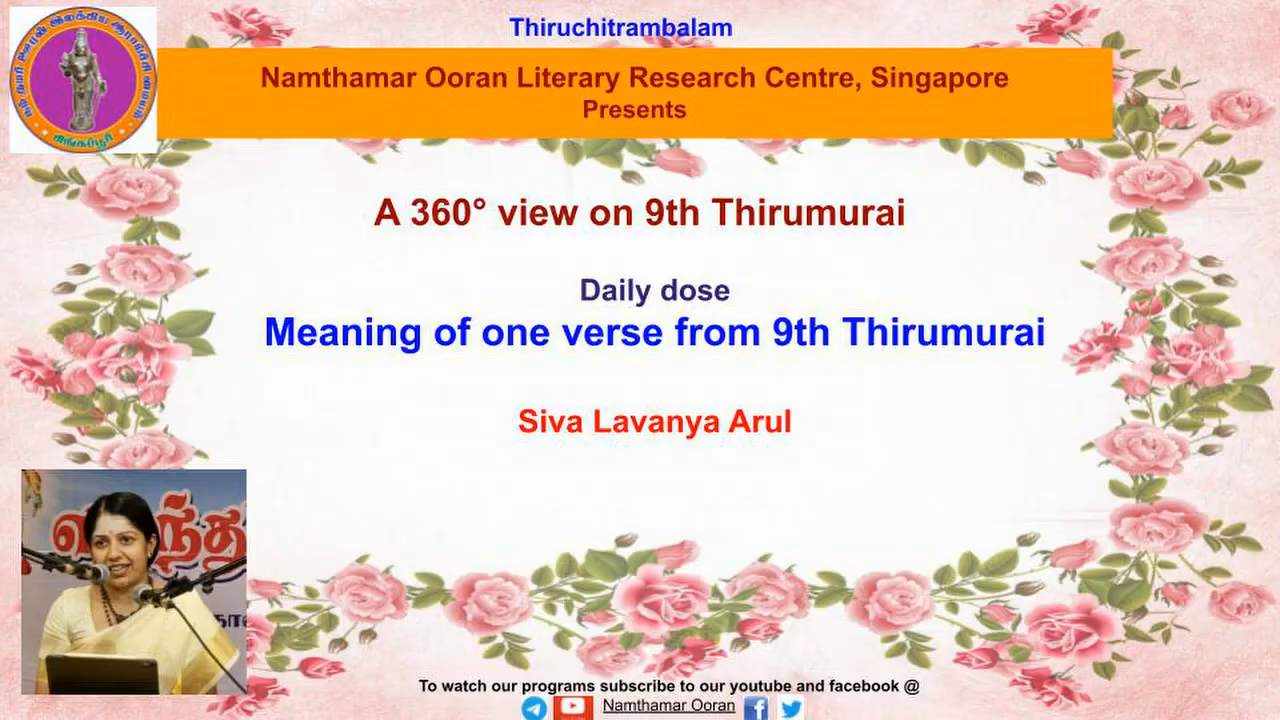 Thiruchitrambalam
Namthamar Ooran Literary Research Centre, Singapore
Presents
A 360° view on 9th Thirumurai
Daily dose
Meaning of one verse from 9th Thirumurai
Siva Lavanya Arul
To watch our programs subscribe to our youtube and facebook @
Namthamar Ooran